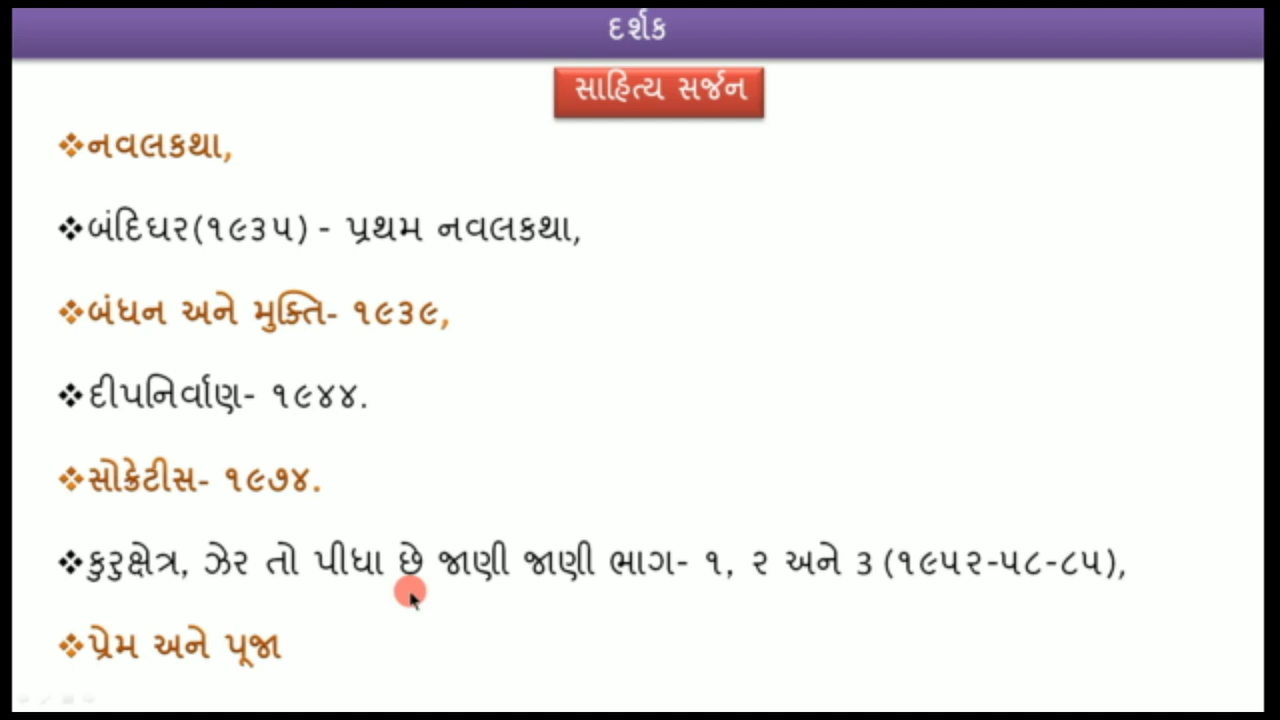 દર્શક
સાહિત્ય સર્જન
❖નવલકથા,
❖બંદિઘર(૧૯૩૫) - પ્રથમ નવલકથા,
❖બંધન અને મુક્તિ- ૧૯૩૯,
❖દીપનિર્વાણ- ૧૯૪૪.
❖સોક્રેટીસ- ૧૯૭૪.
❖કુરુક્ષેત્ર, ઝેર તો પીધા છે જાણી જાણી ભાગ- ૧, ૨ અને ૩ (૧૯૫૨-૫૮-૮૫),
❖પ્રેમ અને પૂજા